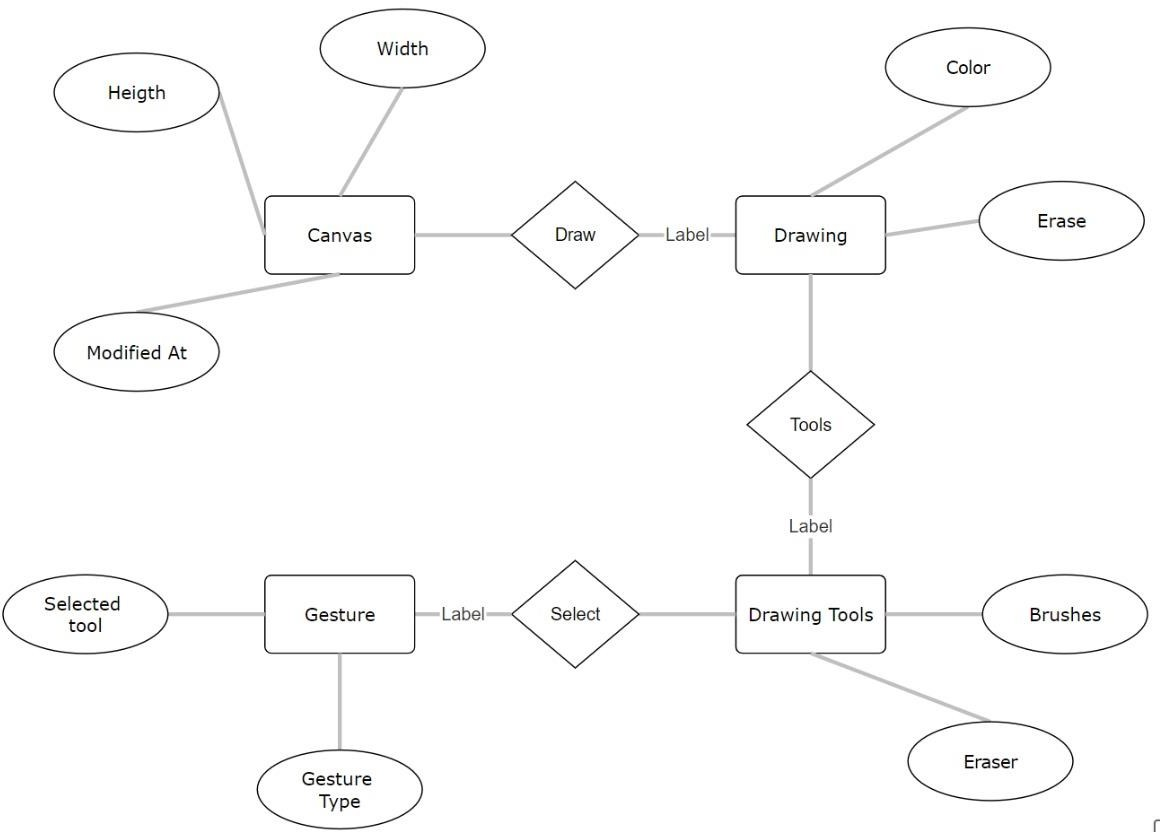 Width
Heigth
Color
Canvas
Draw
Label
Drawing
Erase
Modified At
Tools
Label
Selected
tool
Gesture
Label
Select
Drawing Tools
Brushes
Gesture
Type
Eraser